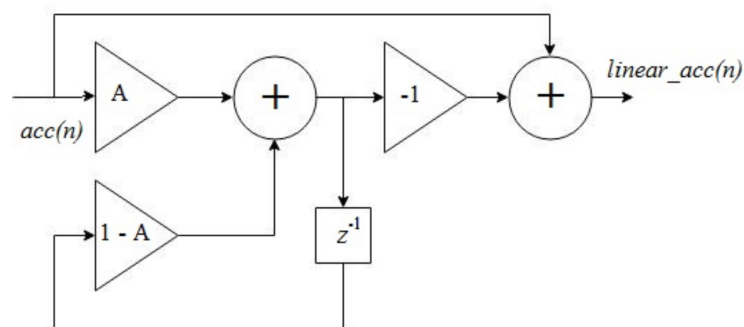 linear_acc(n)
A
+
-1
+
acc(n)
1 - A
z⁻¹